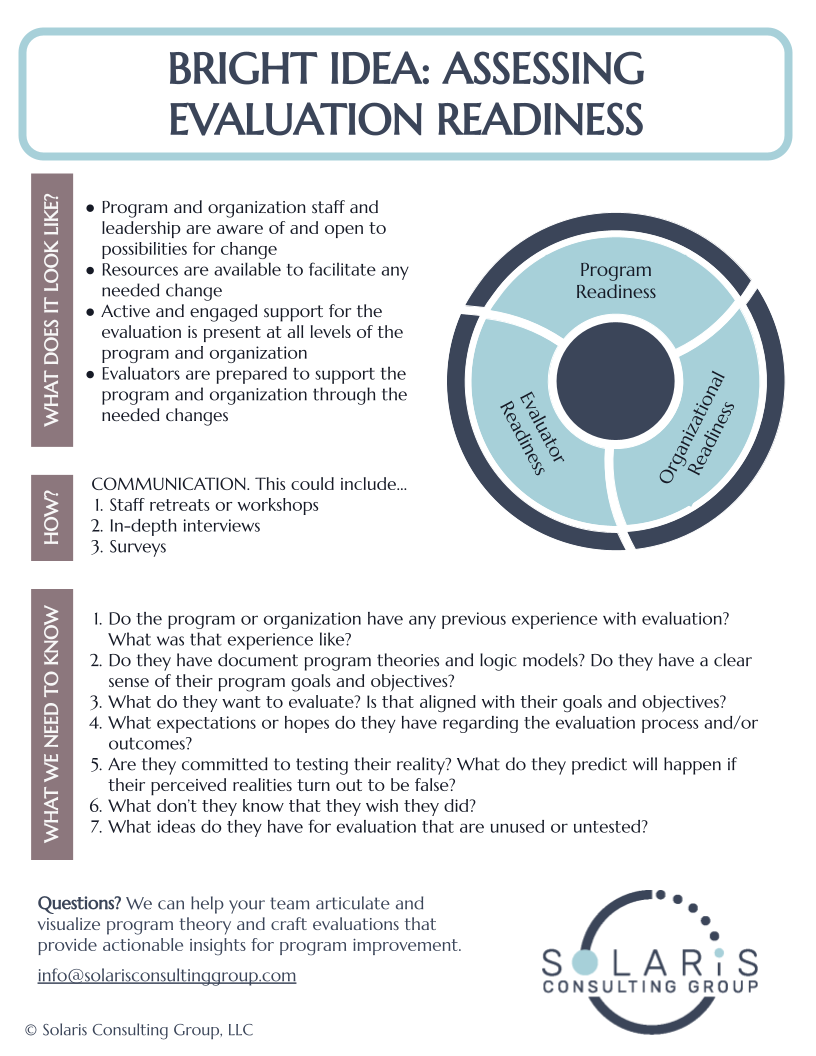 BRIGHT IDEA: ASSESSING
EVALUATION READINESS
WHAT DOES IT LOOK LIKE?
● Program and organization staff and
leadership are aware of and open to
possibilities for change
● Resources are available to facilitate any
needed change
● Active and engaged support for the
evaluation is present at all levels of the
program and organization
● Evaluators are prepared to support the
program and organization through the
needed changes
Program
Readiness
Evaluator
Readiness
Organizational
Readiness
HOW?
COMMUNICATION. This could include...
1. Staff retreats or workshops
2. In-depth interviews
3. Surveys
WHAT WE NEED TO KNOW
1. Do the program or organization have any previous experience with evaluation?
What was that experience like?
2. Do they have document program theories and logic models? Do they have a clear
sense of their program goals and objectives?
3. What do they want to evaluate? Is that aligned with their goals and objectives?
4. What expectations or hopes do they have regarding the evaluation process and/or
outcomes?
5. Are they committed to testing their reality? What do they predict will happen if
their perceived realities turn out to be false?
6. What don't they know that they wish they did?
7. What ideas do they have for evaluation that are unused or untested?
Questions? We can help your team articulate and
visualize program theory and craft evaluations that
provide actionable insights for program improvement.
info@solarisconsultinggroup.com
SOLARiS
CONSULTING GROUP
© Solaris Consulting Group, LLC